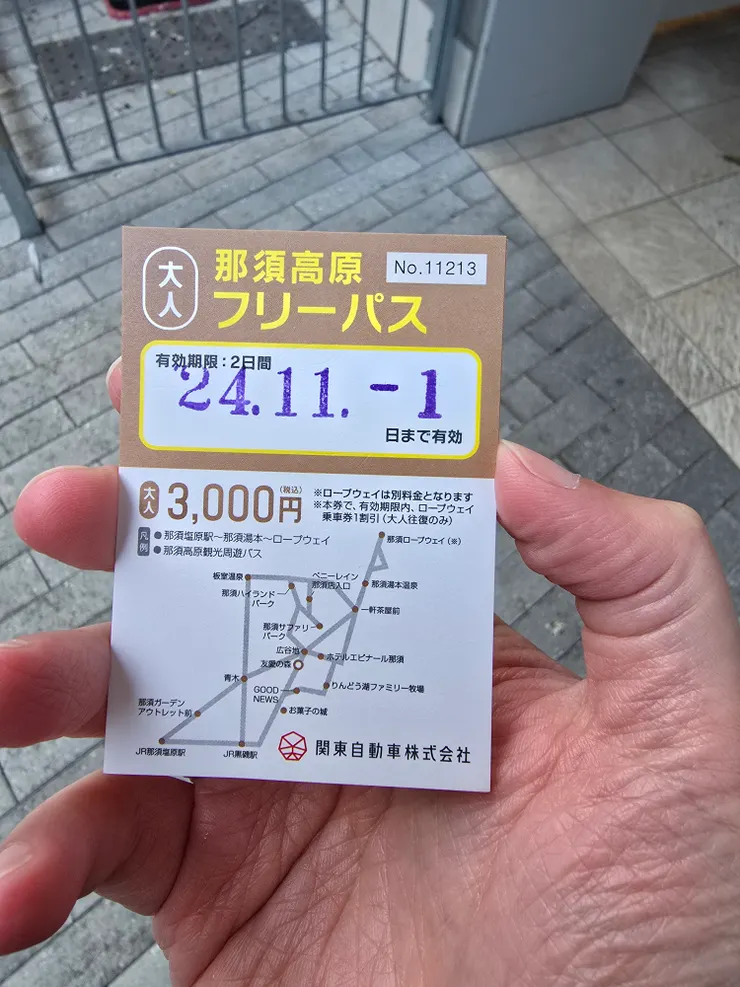 大人
那須高原
フリーパス
No.11213
有効期限:2日間
'24.11.-1
日まで有効
大人 3,000円(税込)
※ロープウェイは別料金となります
※本券で、有効期限内、ロープウェイ
乗車券1割引(大人往復のみ)
凡例
●那須塩原駅~那須湯本~ロープウェイ
●那須高原観光周遊バス
那須ロープウェイ(※)
板室温泉
ペニーレイン
那須店入口
那須湯本温泉
那須ハイランド
パーク
一軒茶屋前
那須サファリ
パーク
広谷地
ホテルエピナール那須
友愛の森
青木
GOOD
NEWS
りんどう湖ファミリー牧場
那須ガーデン
アウトレット前
お菓子の城
JR那須塩原駅
JR黒磯駅
関東自動車株式会社